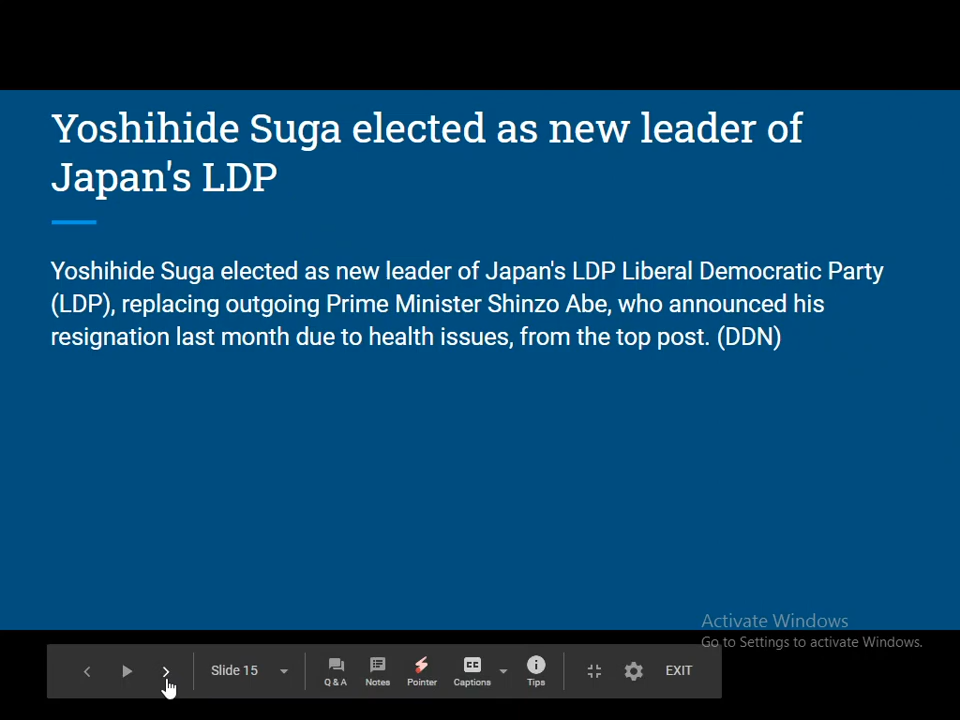 Yoshihide Suga elected as new leader of
Japan's LDP
Yoshihide Suga elected as new leader of Japan's LDP Liberal Democratic Party
(LDP), replacing outgoing Prime Minister Shinzo Abe, who announced his
resignation last month due to health issues, from the top post. (DDN)
Activate Windows
Go to Settings to activate Windows.
Slide 15
Q & A
Notes
Pointer
CC
Captions
Tips
EXIT